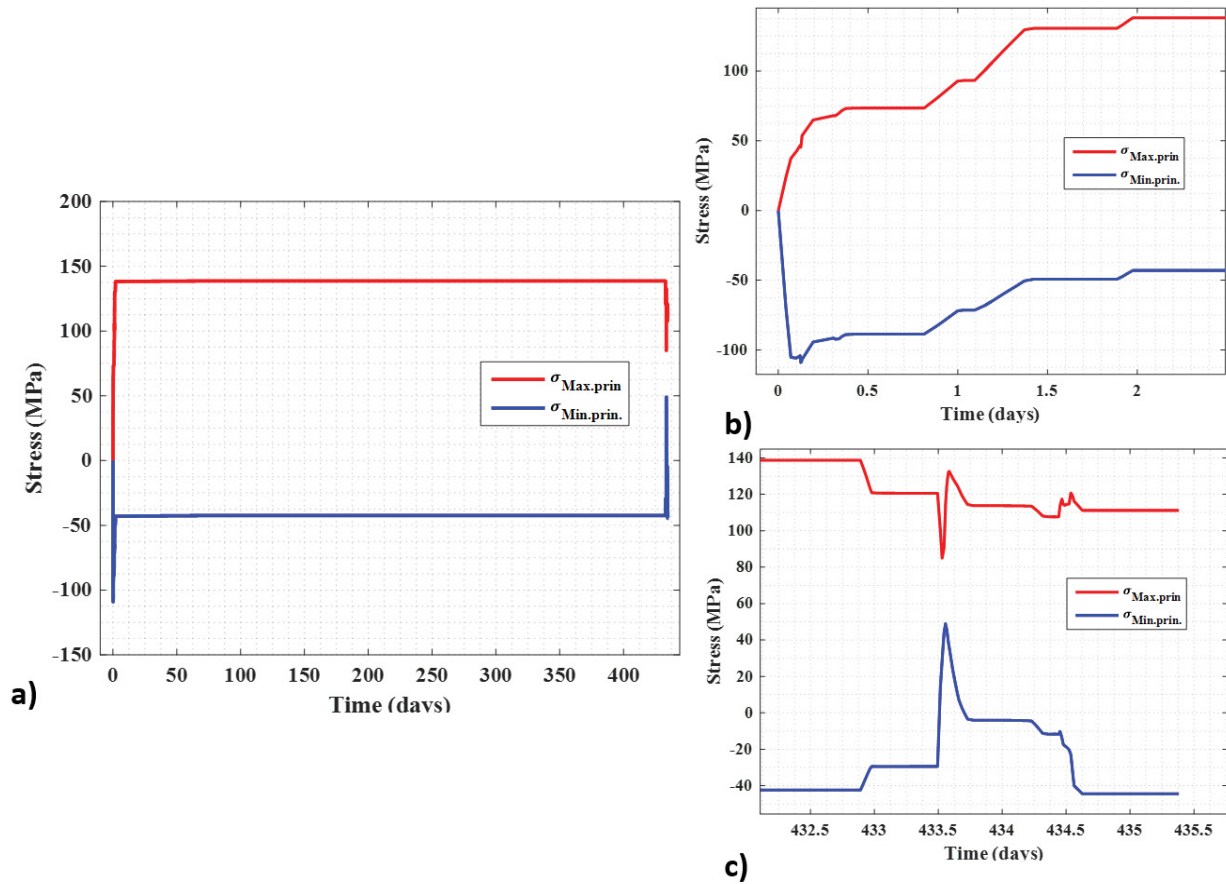 200
150
100
50
0
-50
-100
-150
Stress (MPa)
σMax.prin
σMin.prin.
0 50 100 150 200 250 300 350 400
Time (days)
a)
100
50
0
-50
-100
Stress (MPa)
σMax.prin
σMin.prin.
0 0.5 1 1.5 2
Time (days)
b)
140
120
100
80
60
40
20
0
-20
-40
Stress (MPa)
σMax.prin
σMin.prin.
432.5 433 433.5 434 434.5 435 435.5
Time (days)
c)